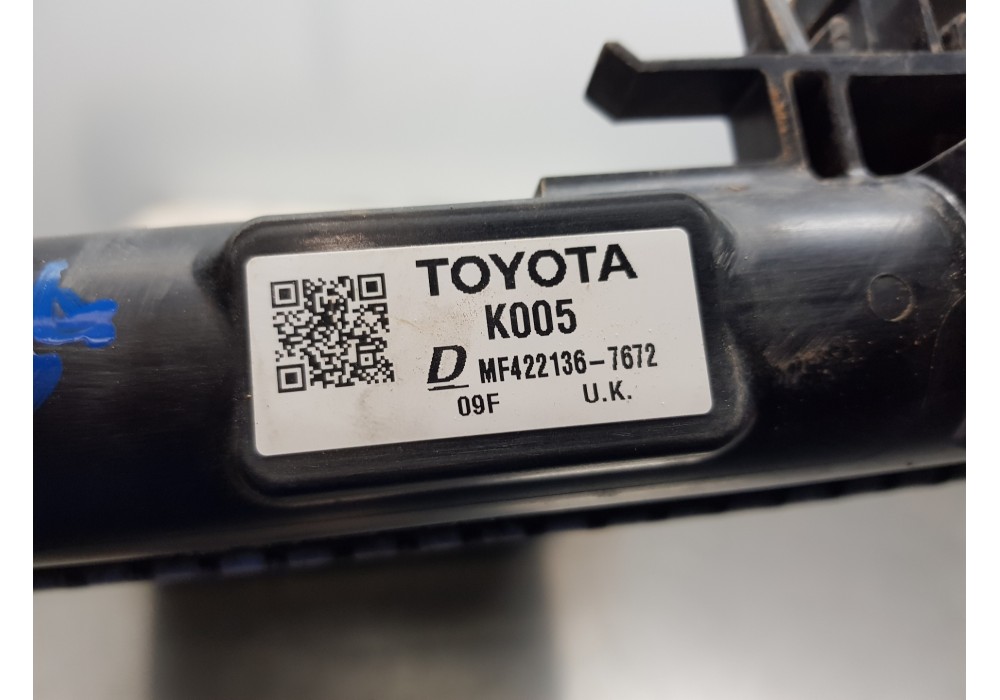 TOYOTA
K005
D MF422136-7672
09F U.K.